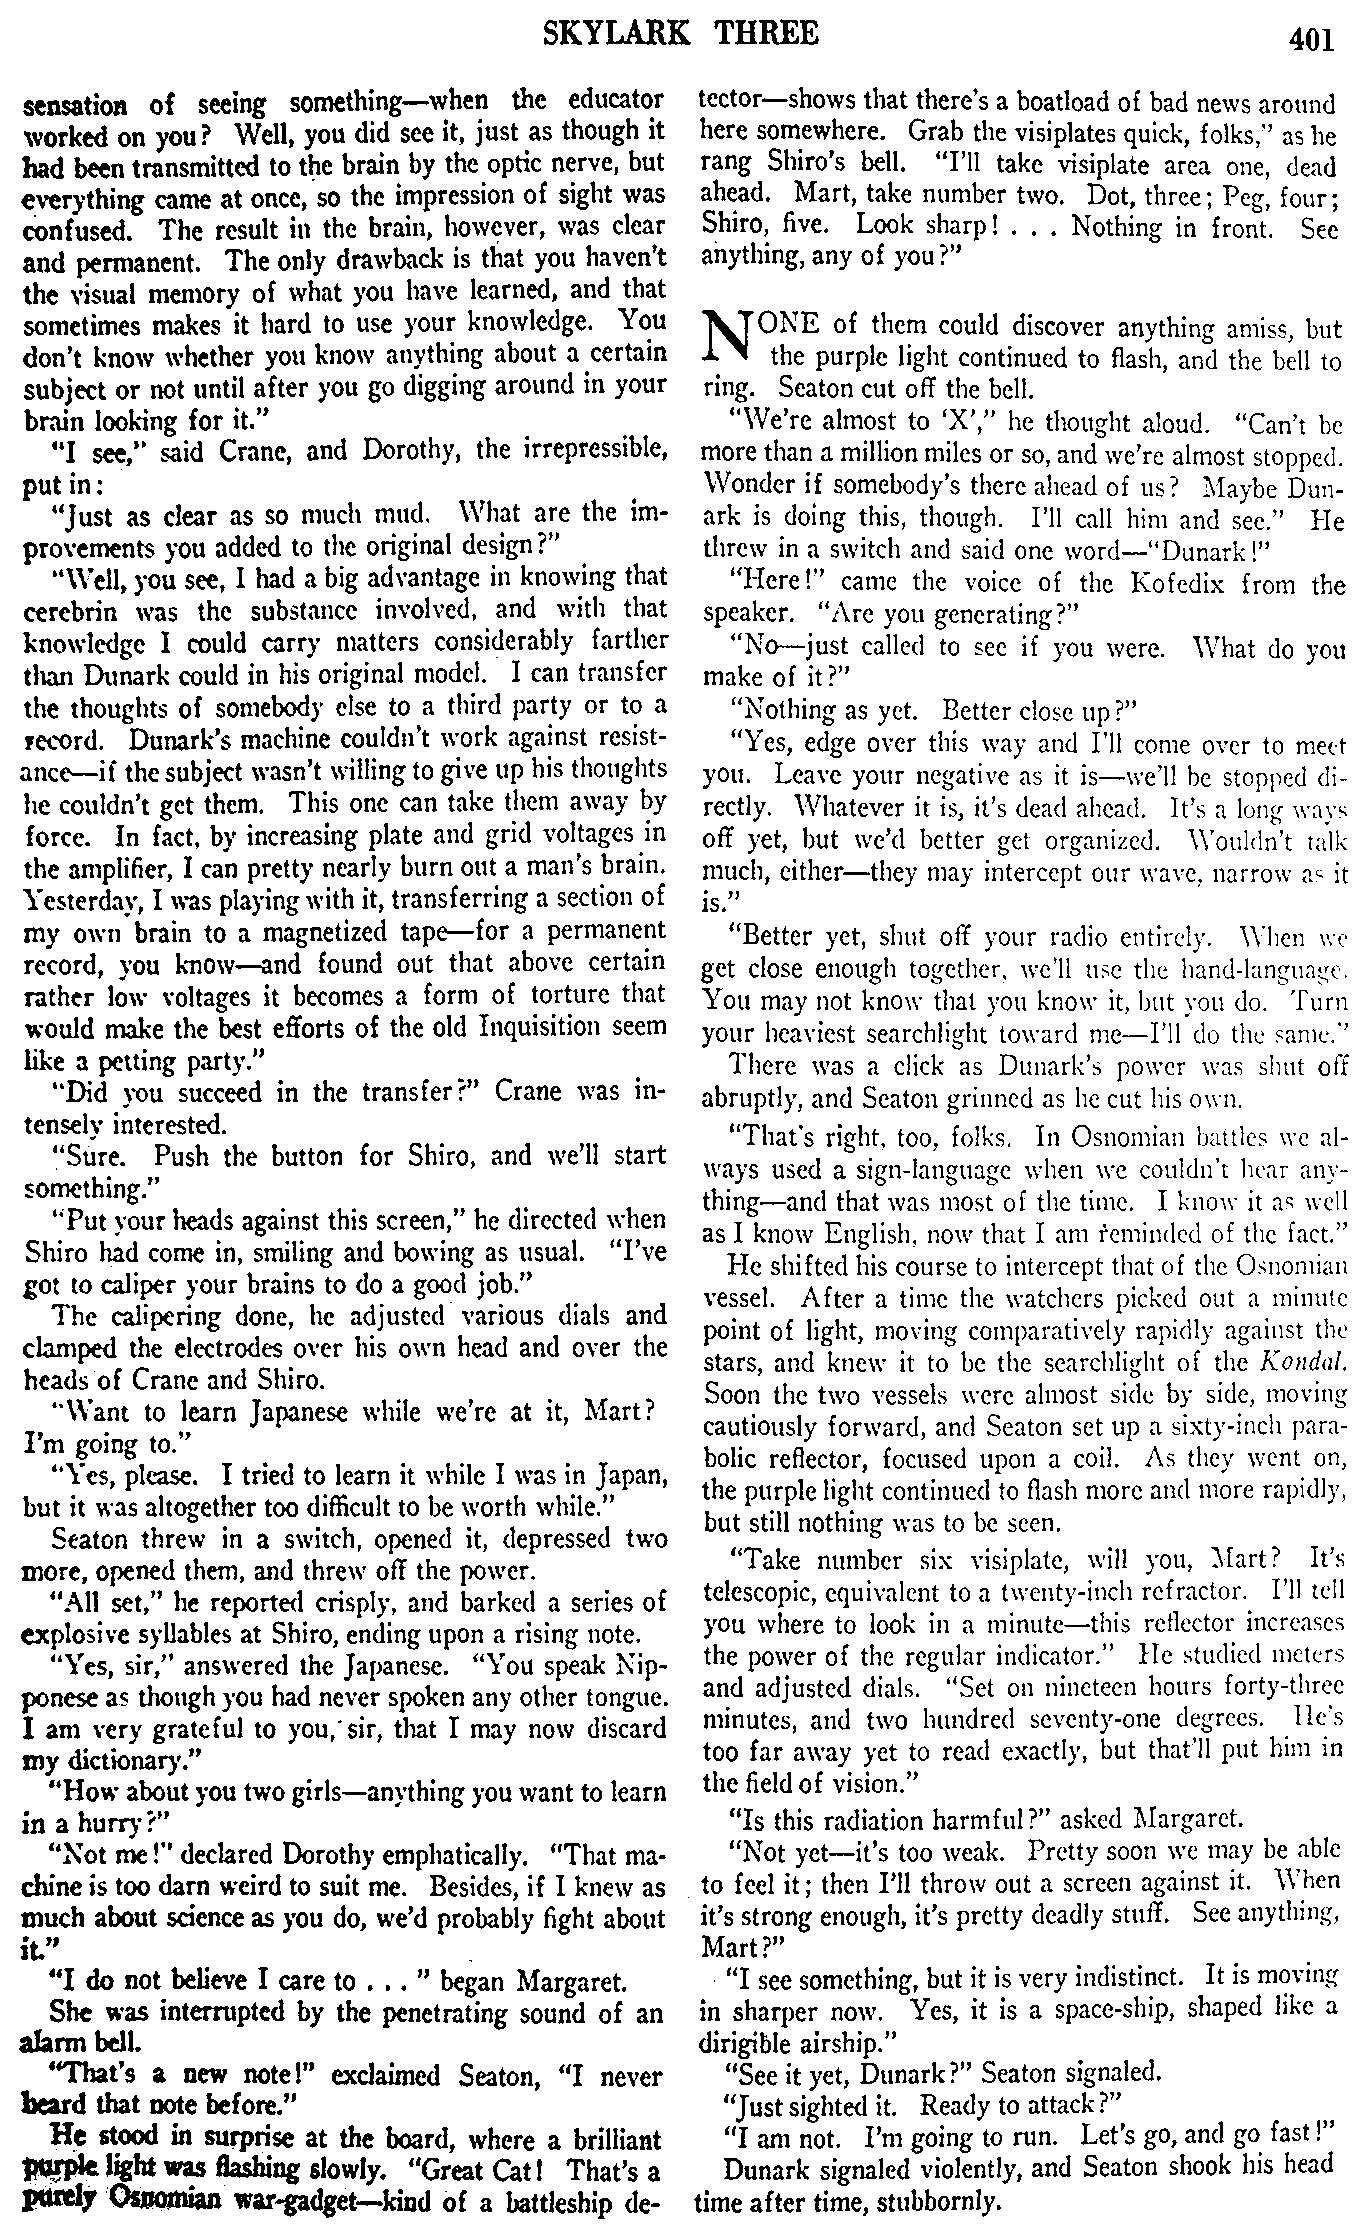 SKYLARK THREE
401
sensation of seeing something—when the educator
worked on you? Well, you did see it, just as though it
had been transmitted to the brain by the optic nerve, but
everything came at once, so the impression of sight was
confused. The result in the brain, however, was clear
and permanent. The only drawback is that you haven't
the visual memory of what you have learned, and that
sometimes makes it hard to use your knowledge. You
don't know whether you know anything about a certain
subject or not until after you go digging around in your
brain looking for it."
"I see," said Crane, and Dorothy, the irrepressible,
put in:
"Just as clear as so much mud. What are the im-
provements you added to the original design?"
"Well, you see, I had a big advantage in knowing that
cerebrin was the substance involved, and with that
knowledge I could carry matters considerably farther
than Dunark could in his original model. I can transfer
the thoughts of somebody else to a third party or to a
record. Dunark's machine couldn't work against resist-
ance—if the subject wasn't willing to give up his thoughts
he couldn't get them. This one can take them away by
force. In fact, by increasing plate and grid voltages in
the amplifier, I can pretty nearly burn out a man's brain.
Yesterday, I was playing with it, transferring a section of
my own brain to a magnetized tape—for a permanent
record, you know—and found out that above certain
rather low voltages it becomes a form of torture that
would make the best efforts of the old Inquisition seem
like a petting party."
"Did you succeed in the transfer?" Crane was in-
tensely interested.
"Sure. Push the button for Shiro, and we'll start
something."
"Put your heads against this screen," he directed when
Shiro had come in, smiling and bowing as usual. "I've
got to caliper your brains to do a good job."
The calipering done, he adjusted various dials and
clamped the electrodes over his own head and over the
heads of Crane and Shiro.
"Want to learn Japanese while we're at it, Mart?
I'm going to."
"Yes, please. I tried to learn it while I was in Japan,
but it was altogether too difficult to be worth while."
Seaton threw in a switch, opened it, depressed two
more, opened them, and threw off the power.
"All set," he reported crisply, and barked a series of
explosive syllables at Shiro, ending upon a rising note.
"Yes, sir," answered the Japanese. "You speak Nip-
ponese as though you had never spoken any other tongue.
I am very grateful to you, sir, that I may now discard
my dictionary."
"How about you two girls—anything you want to learn
in a hurry?"
"Not me!" declared Dorothy emphatically. "That ma-
chine is too darn weird to suit me. Besides, if I knew as
much about science as you do, we'd probably fight about
it."
"I do not believe I care to . . . " began Margaret.
She was interrupted by the penetrating sound of an
alarm bell.
"That's a new note!" exclaimed Seaton, "I never
heard that note before."
He stood in surprise at the board, where a brilliant
purple light was flashing slowly. "Great Cat! That's a
purely Osnomian war-gadget—kind of a battleship de-
tector—shows that there's a boatload of bad news around
here somewhere. Grab the visiplates quick, folks," as he
rang Shiro's bell. "I'll take visiplate area one, dead
ahead. Mart, take number two. Dot, three; Peg, four;
Shiro, five. Look sharp! . . . Nothing in front. See
anything, any of you?"
NONE of them could discover anything amiss, but
the purple light continued to flash, and the bell to
ring. Seaton cut off the bell.
"We're almost to 'X'," he thought aloud. "Can't be
more than a million miles or so, and we're almost stopped.
Wonder if somebody's there ahead of us? Maybe Dun-
ark is doing this, though. I'll call him and see." He
threw in a switch and said one word—"Dunark!"
"Here!" came the voice of the Kofedix from the
speaker. "Are you generating?"
"No—just called to see if you were. What do you
make of it?"
"Nothing as yet. Better close up?"
"Yes, edge over this way and I'll come over to meet
you. Leave your negative as it is—we'll be stopped di-
rectly. Whatever it is, it's dead ahead. It's a long ways
off yet, but we'd better get organized. Wouldn't talk
much, either—they may intercept our wave, narrow as it
is."
"Better yet, shut off your radio entirely. When we
get close enough together, we'll use the hand-language.
You may not know that you know it, but you do. Turn
your heaviest searchlight toward me—I'll do the same."
There was a click as Dunark's power was shut off
abruptly, and Seaton grinned as he cut his own.
"That's right, too, folks. In Osnomian battles we al-
ways used a sign-language when we couldn't hear any-
thing—and that was most of the time. I know it as well
as I know English, now that I am reminded of the fact."
He shifted his course to intercept that of the Osnomian
vessel. After a time the watchers picked out a minute
point of light, moving comparatively rapidly against the
stars, and knew it to be the searchlight of the Kondal.
Soon the two vessels were almost side by side, moving
cautiously forward, and Seaton set up a sixty-inch para-
bolic reflector, focused upon a coil. As they went on,
the purple light continued to flash more and more rapidly,
but still nothing was to be seen.
"Take number six visiplate, will you, Mart? It's
telescopic, equivalent to a twenty-inch refractor. I'll tell
you where to look in a minute—this reflector increases
the power of the regular indicator." He studied meters
and adjusted dials. "Set on nineteen hours forty-three
minutes, and two hundred seventy-one degrees. He's
too far away yet to read exactly, but that'll put him in
the field of vision."
"Is this radiation harmful?" asked Margaret.
"Not yet—it's too weak. Pretty soon we may be able
to feel it; then I'll throw out a screen against it. When
it's strong enough, it's pretty deadly stuff. See anything,
Mart?"
"I see something, but it is very indistinct. It is moving
in sharper now. Yes, it is a space-ship, shaped like a
dirigible airship."
"See it yet, Dunark?" Seaton signaled.
"Just sighted it. Ready to attack?"
"I am not. I'm going to run. Let's go, and go fast!"
Dunark signaled violently, and Seaton shook his head
time after time, stubbornly.